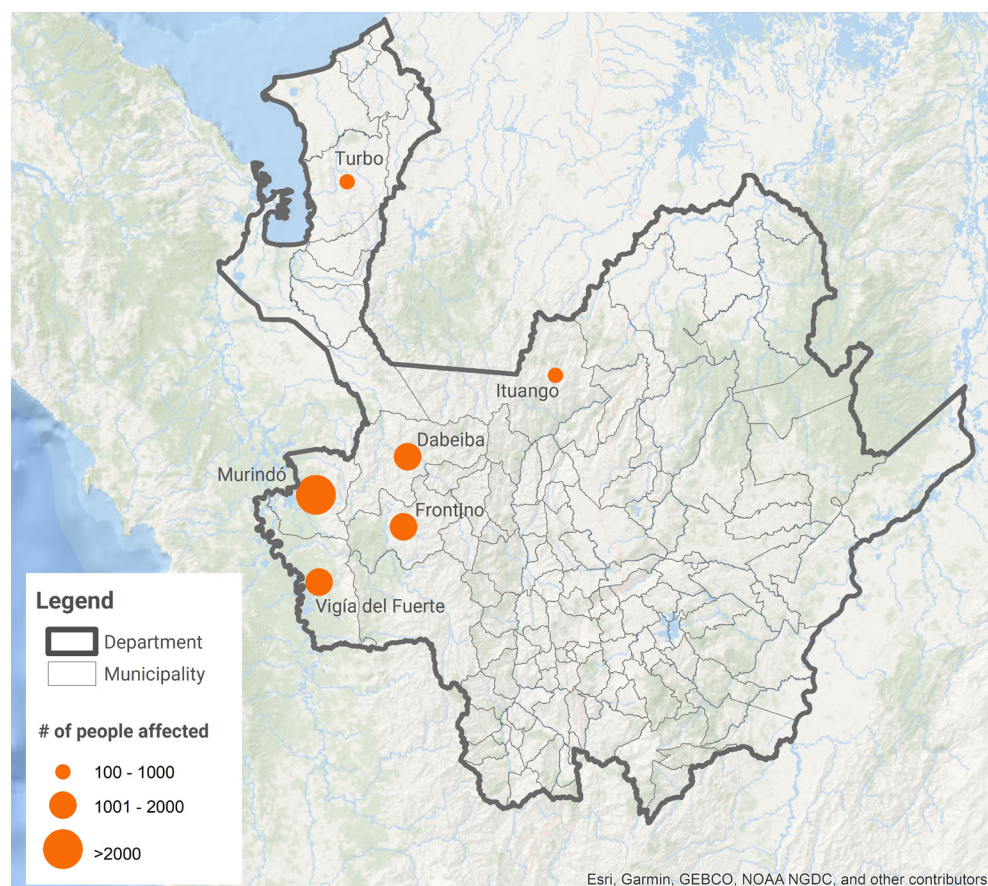 Turbo
Ituango
Dabeiba
Murindó
Frontino
Vigía del Fuerte
Legend
Department
Municipality
# of people affected
100 - 1000
1001 - 2000
>2000
Esri, Garmin, GEBCO, NOAA NGDC, and other contributors